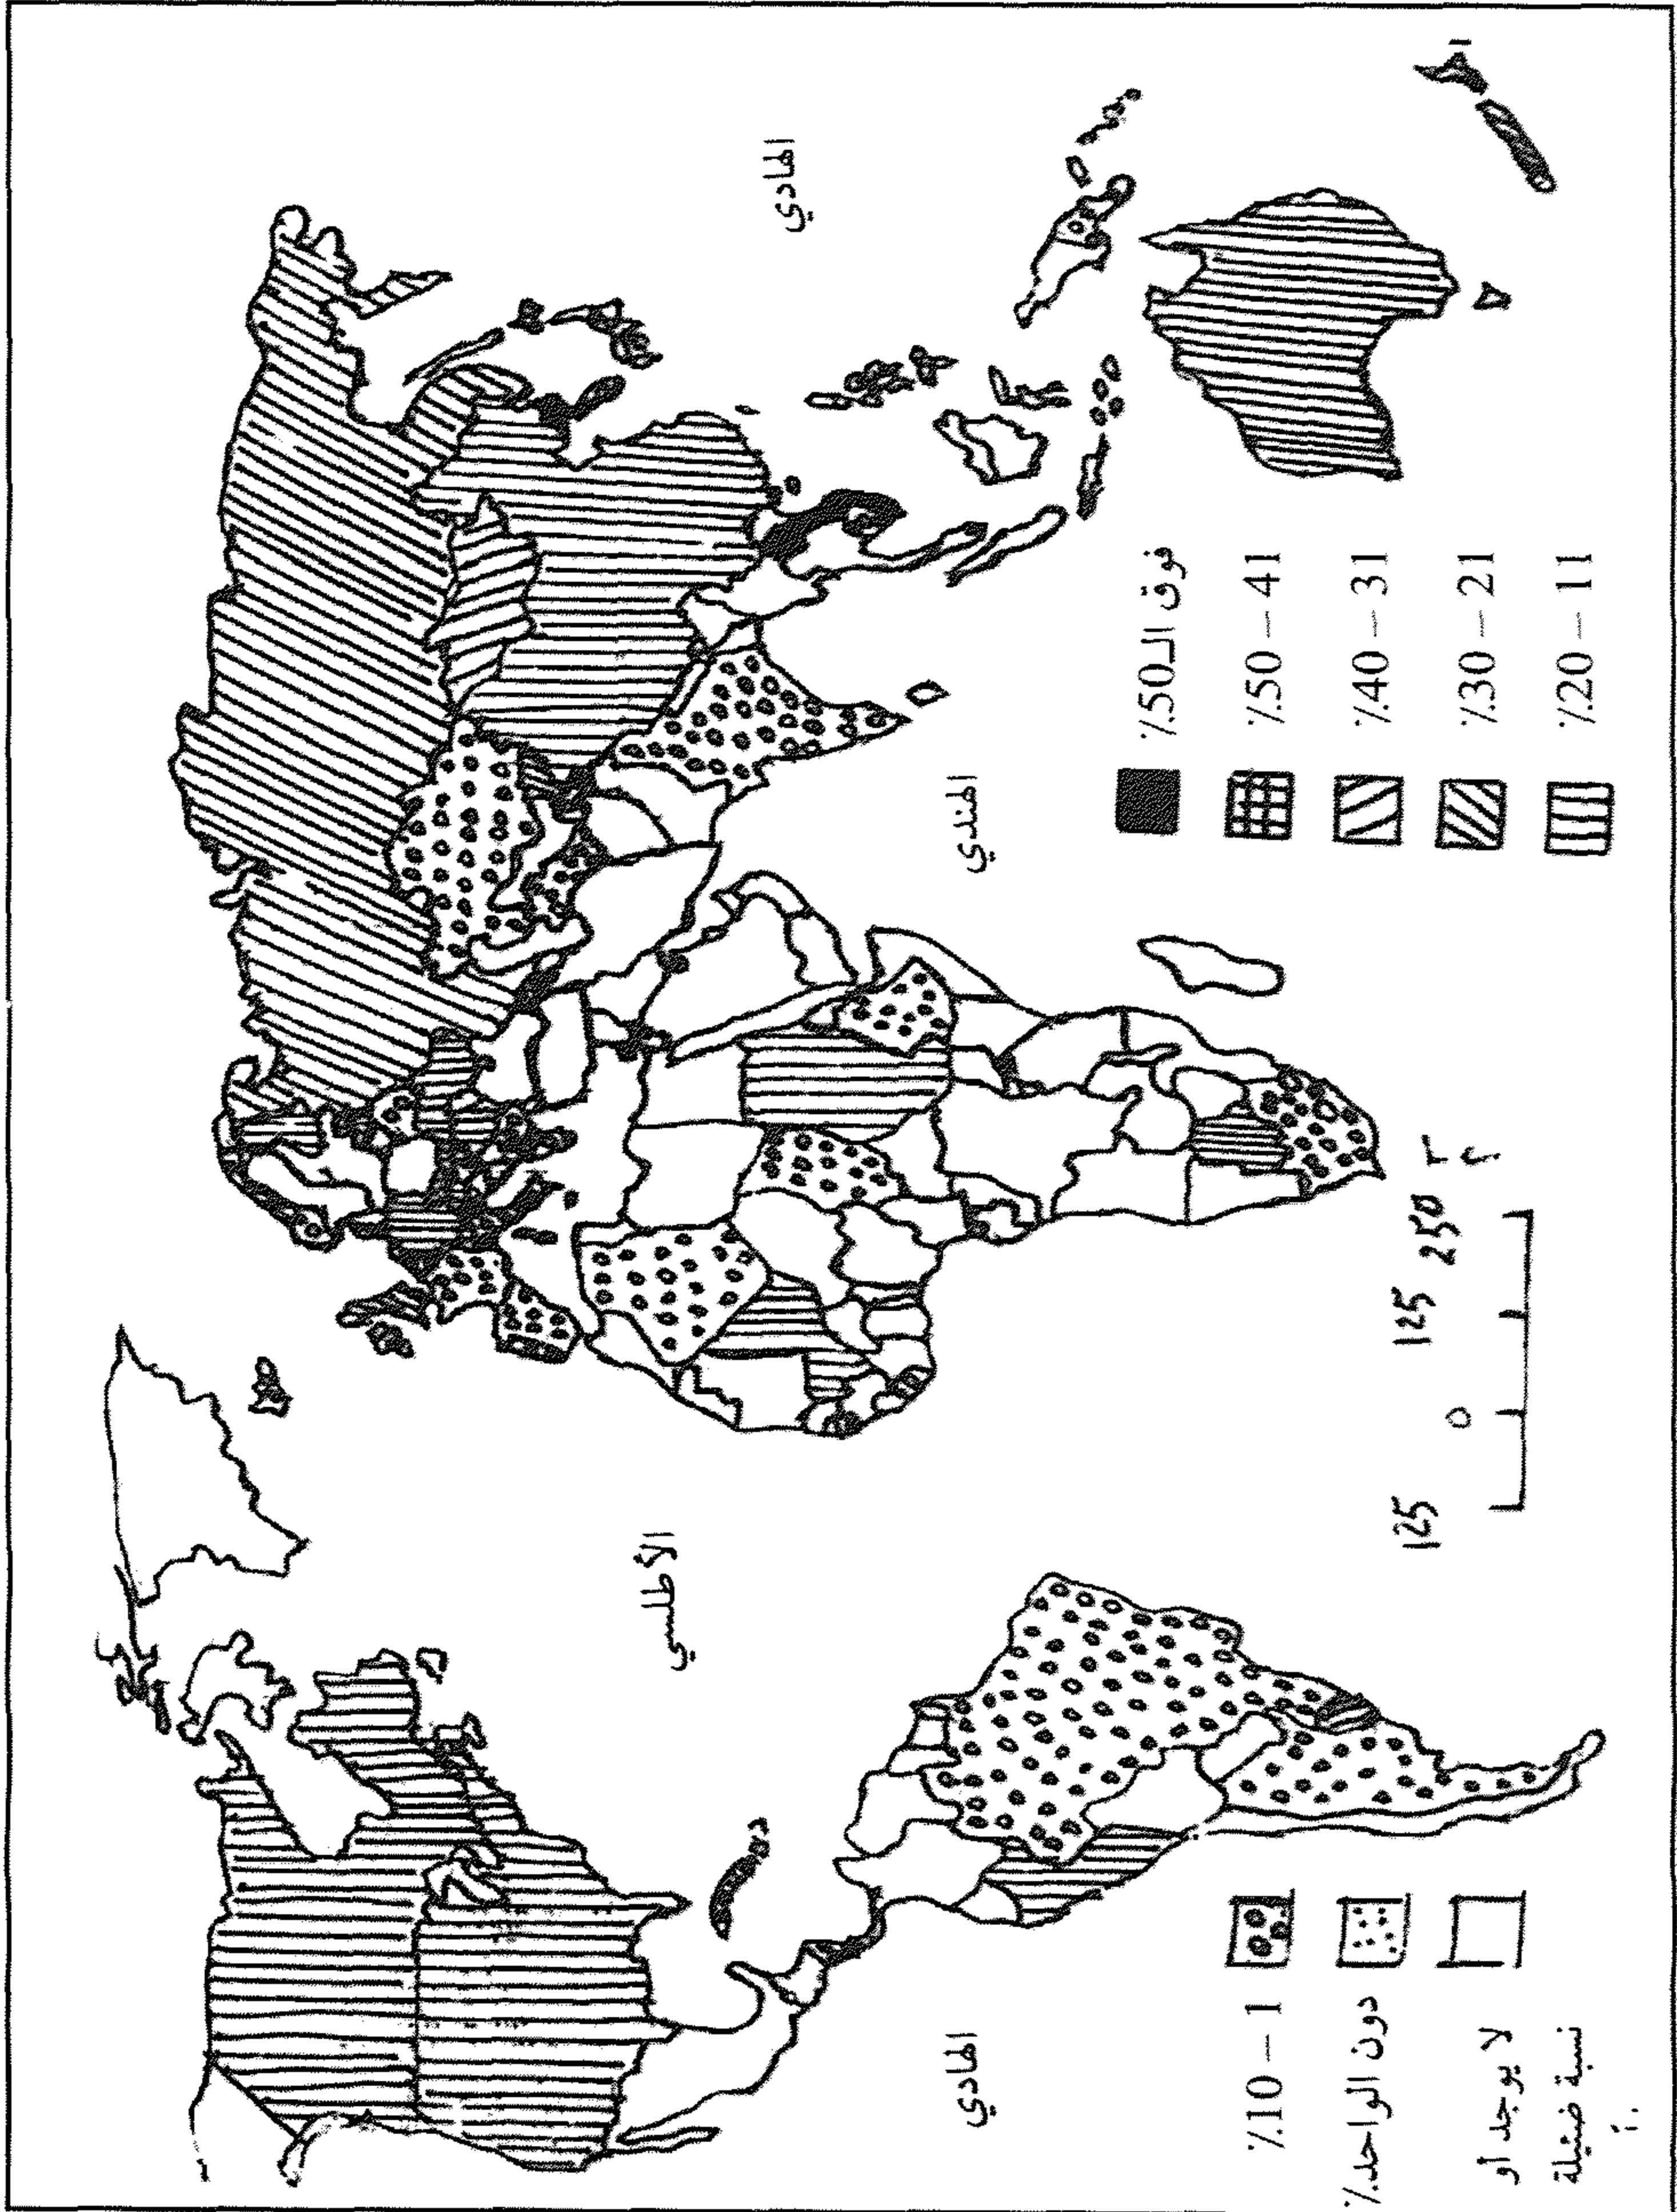 الهادي
الأطلسي
الهندي
الهادي
فوق الـ50٪
41 – 50٪
31 – 40٪
21 – 30٪
11 – 20٪
1 – 10٪
دون الواحد٪
لا يوجد أو
نسبة ضئيلة
125 0 125 250